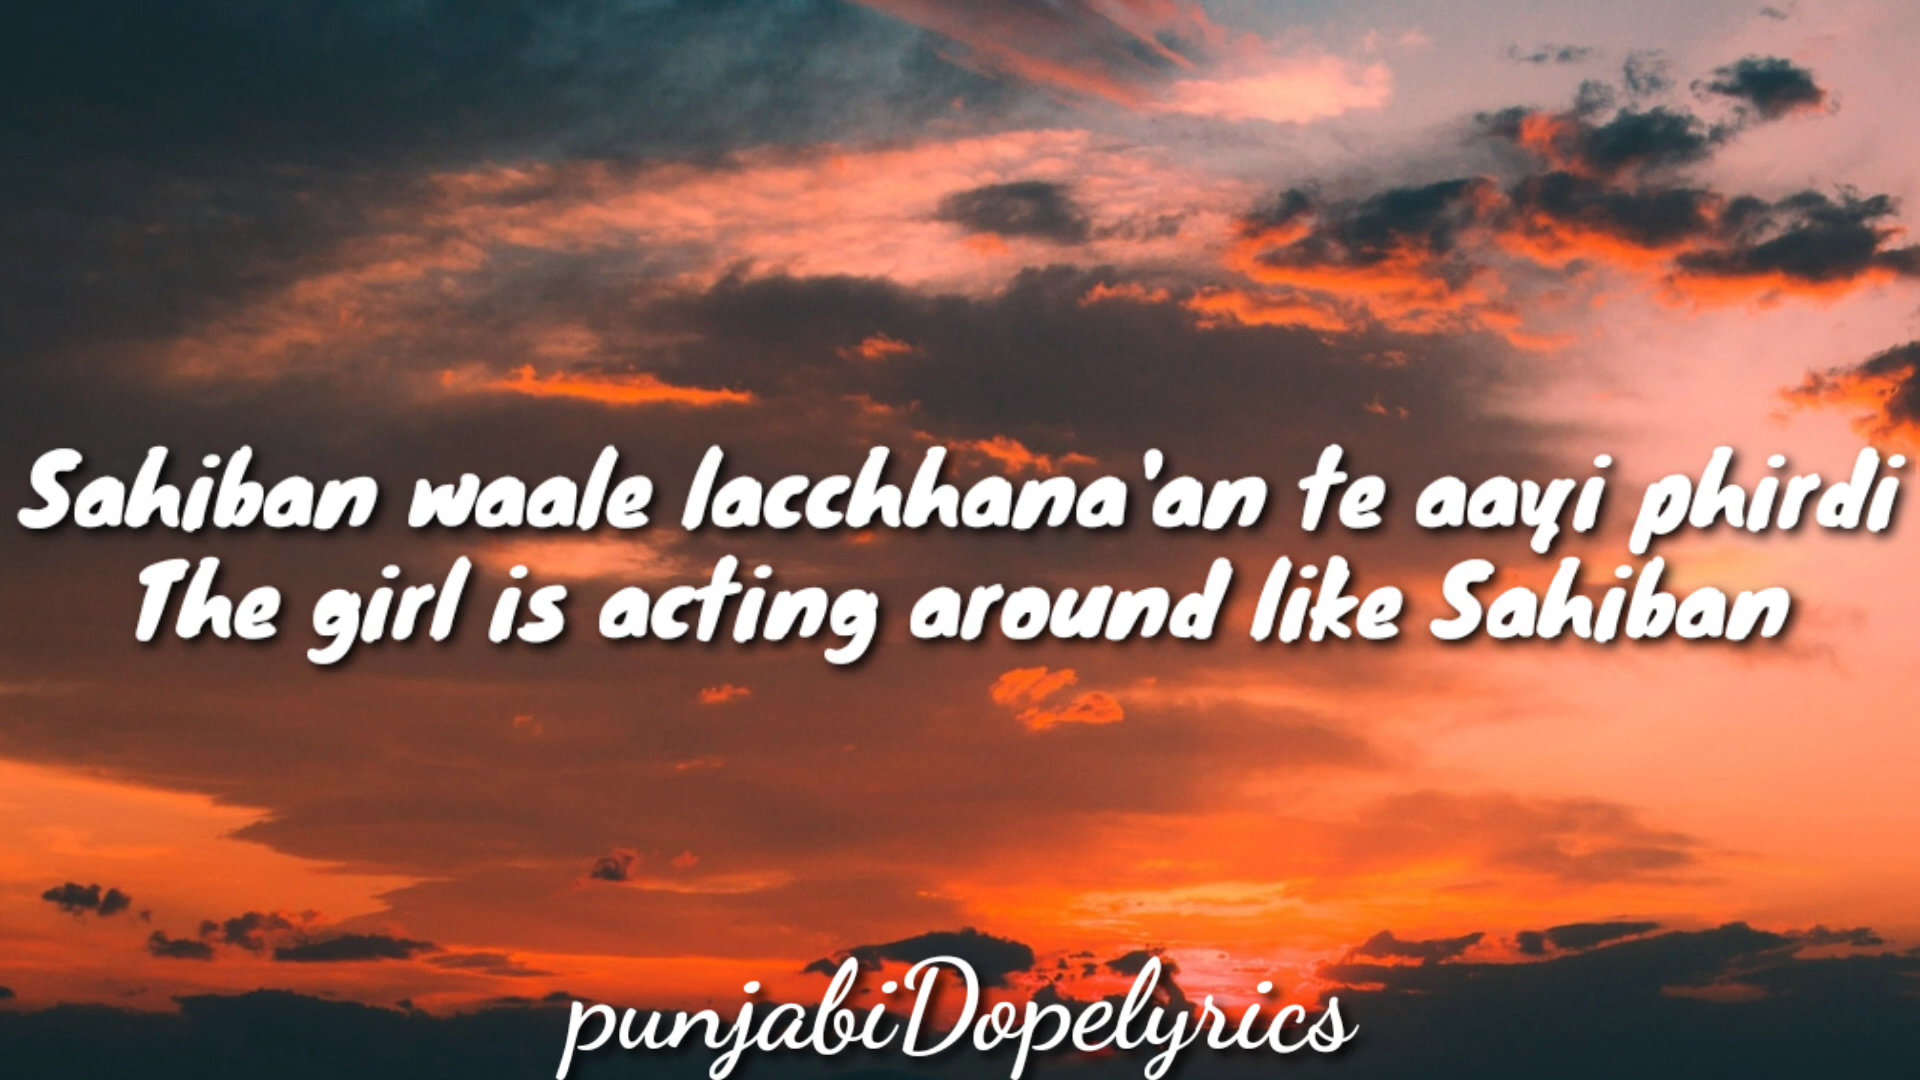 Sahiban waale lacchhana'an te aayi phirdi
The girl is acting around like Sahiban
punjabiDopelyrics